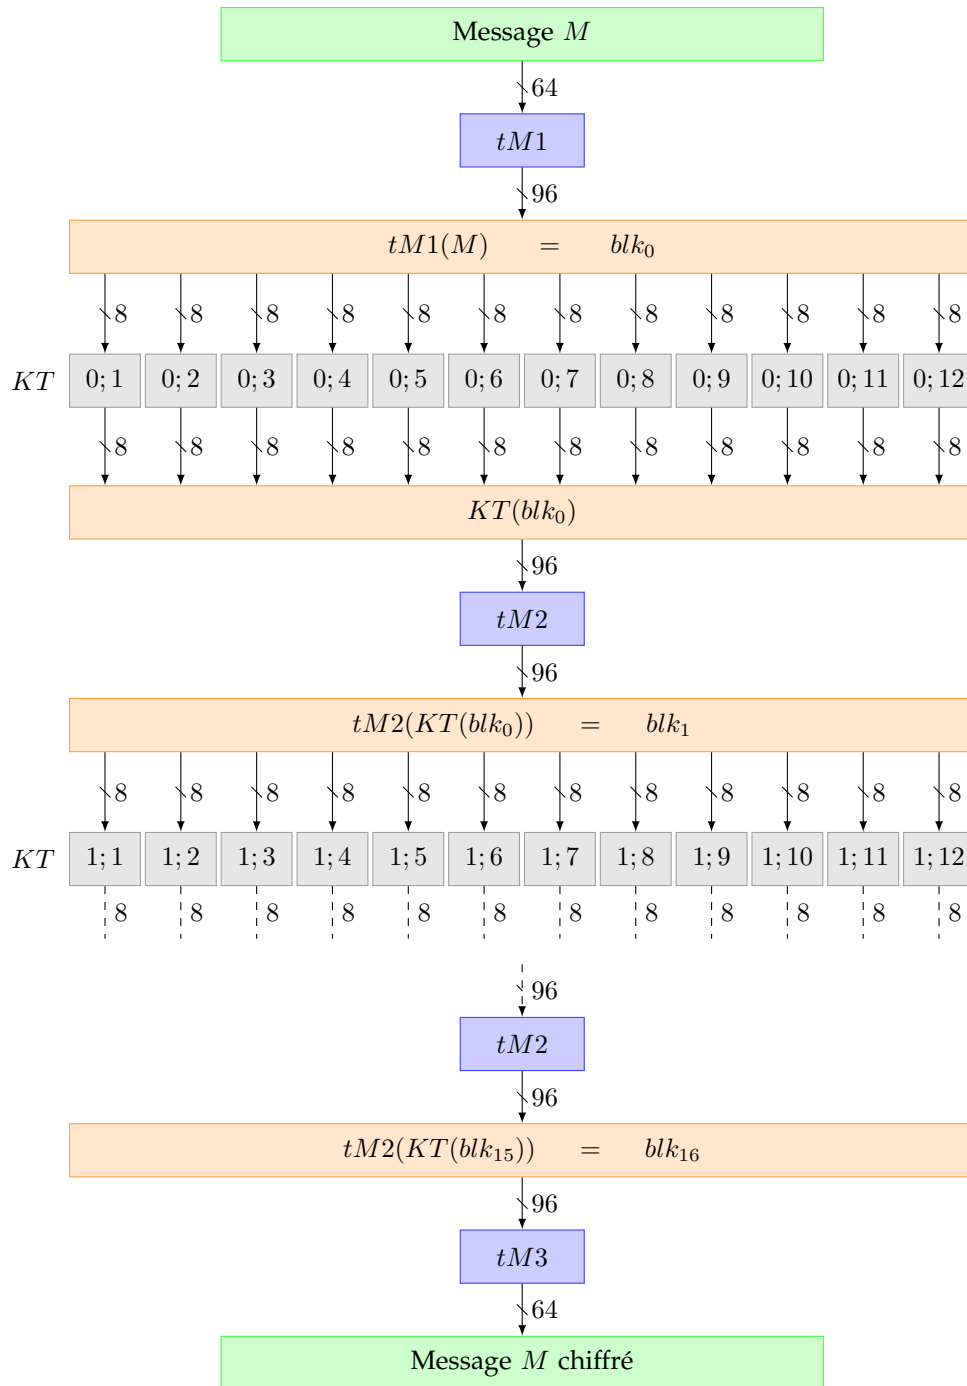 Message M
64
tM1
96
tM1(M) = blk₀
8 8 8 8 8 8 8 8 8 8 8 8
KT 0; 1 0; 2 0; 3 0; 4 0; 5 0; 6 0; 7 0; 8 0; 9 0; 10 0; 11 0; 12
8 8 8 8 8 8 8 8 8 8 8 8
KT(blk₀)
96
tM2
96
tM2(KT(blk₀)) = blk₁
8 8 8 8 8 8 8 8 8 8 8 8
KT 1; 1 1; 2 1; 3 1; 4 1; 5 1; 6 1; 7 1; 8 1; 9 1; 10 1; 11 1; 12
8 8 8 8 8 8 8 8 8 8 8 8
96
tM2
96
tM2(KT(blk₁₅)) = blk₁₆
96
tM3
64
Message M chiffré